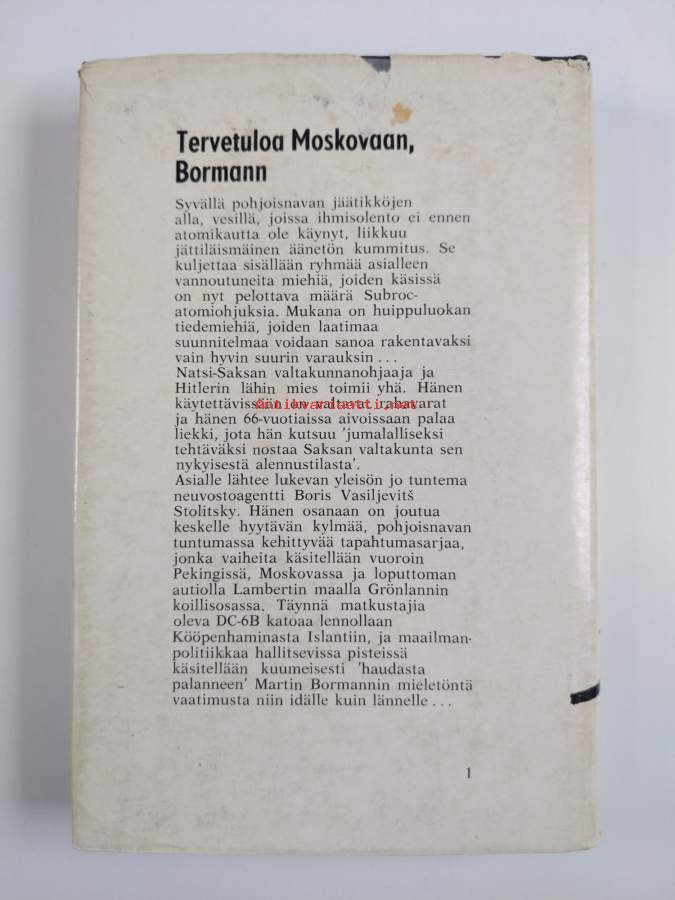 Tervetuloa Moskovaan,
Bormann
Syvällä pohjoisnavan jäätikköjen
alla, vesillä, joissa ihmisolento ei ennen
atomikautta ole käynyt, liikkuu
jättiläismäinen äänetön kummitus. Se
kuljettaa sisällään ryhmää asialleen
vannoutuneita miehiä, joiden käsissä
on nyt pelottava määrä Subroc-
atomiohjuksia. Mukana on huippuluokan
tiedemiehiä, joiden laatimaa
suunnitelmaa voidaan sanoa rakentavaksi
vain hyvin suurin varauksin ...
Natsi-Saksan valtakunnanohjaaja ja
Hitlerin lähin mies toimii yhä. Hänen
käytettävissään on valtavat rahavarat
ja hänen 66-vuotiaissa aivoissaan palaa
liekki, jota hän kutsuu 'jumalalliseksi
tehtäväksi nostaa Saksan valtakunta sen
nykyisestä alennustilasta'.
Asialle lähtee lukevan yleisön jo tuntema
neuvostoagentti Boris Vasiljevitš
Stolitsky. Hänen osanaan on joutua
keskelle hyytävän kylmää, pohjoisnavan
tuntumassa kehittyvää tapahtumasarjaa,
jonka vaiheita käsitellään vuoroin
Pekingissä, Moskovassa ja loputtoman
autiolla Lambertin maalla Grönlannin
koillisosassa. Täynnä matkustajia
oleva DC-6B katoaa lennollaan
Kööpenhaminasta Islantiin, ja maailman-
politiikkaa hallitsevissa pisteissä
käsitellään kuumeisesti 'haudasta
palanneen' Martin Bormannin mieletöntä
vaatimusta niin idälle kuin lännelle ...
1